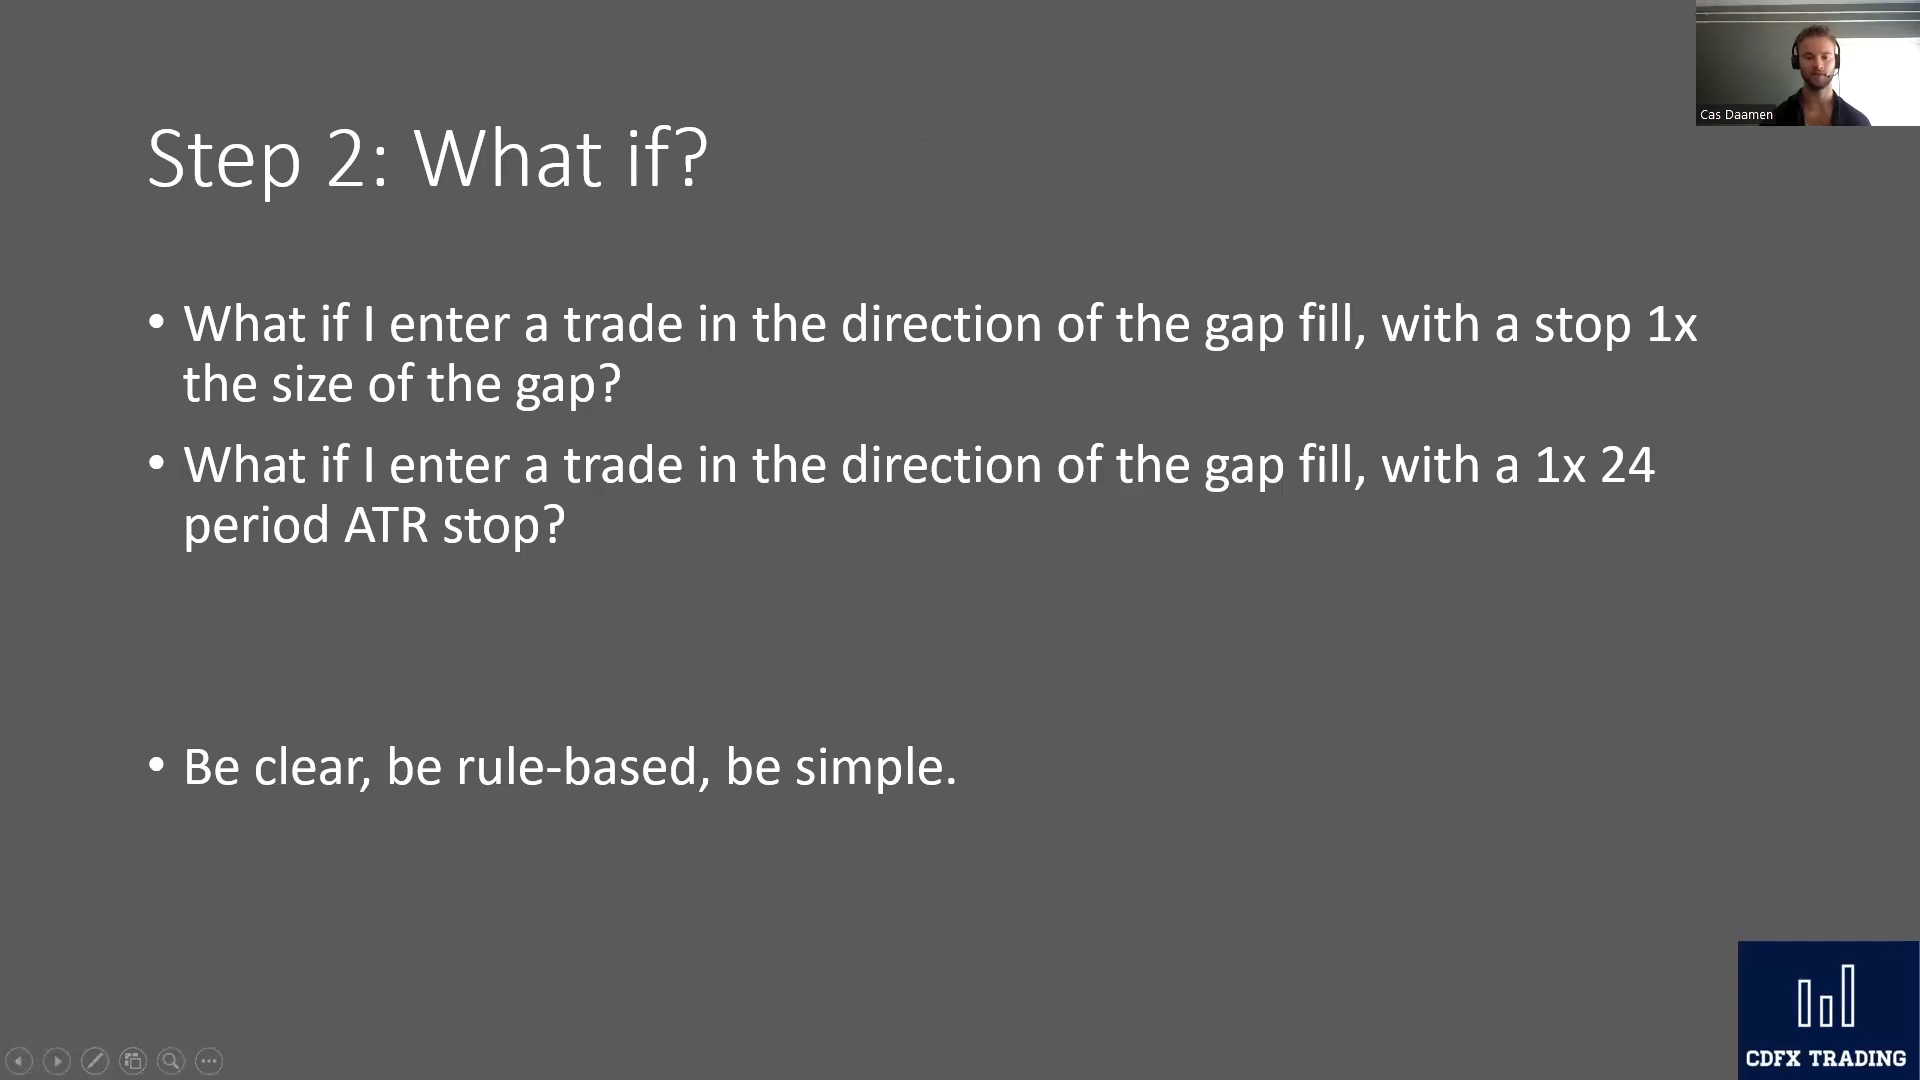 Cas Daamen
Step 2: What if?
• What if I enter a trade in the direction of the gap fill, with a stop 1x
the size of the gap?
• What if I enter a trade in the direction of the gap fill, with a 1x 24
period ATR stop?
• Be clear, be rule-based, be simple.
CDFX TRADING